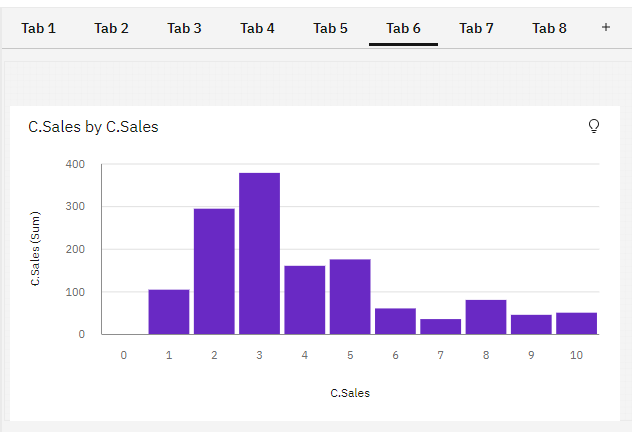 Tab 1 Tab 2 Tab 3 Tab 4 Tab 5 Tab 6 Tab 7 Tab 8 +
C.Sales by C.Sales
400
300
200
100
0
C.Sales (Sum)
0 1 2 3 4 5 6 7 8 9 10
C.Sales